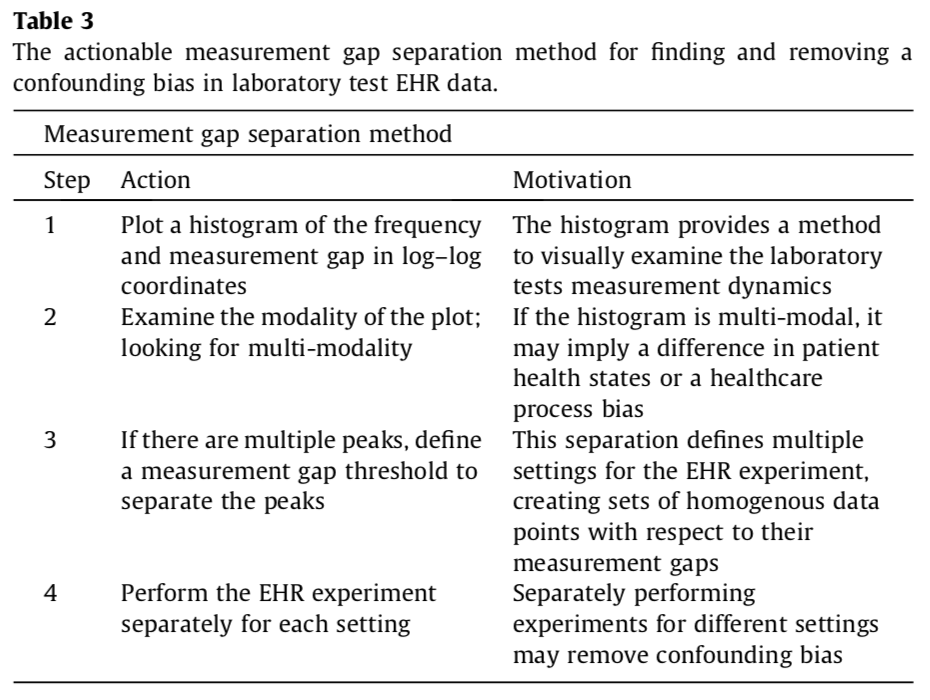 Table 3
The actionable measurement gap separation method for finding and removing a
confounding bias in laboratory test EHR data.
Measurement gap separation method
Step Action Motivation
1 Plot a histogram of the frequency The histogram provides a method
and measurement gap in log–log to visually examine the laboratory
coordinates tests measurement dynamics
2 Examine the modality of the plot; If the histogram is multi-modal, it
looking for multi-modality may imply a difference in patient
health states or a healthcare
process bias
3 If there are multiple peaks, define This separation defines multiple
a measurement gap threshold to settings for the EHR experiment,
separate the peaks creating sets of homogenous data
points with respect to their
measurement gaps
4 Perform the EHR experiment Separately performing
separately for each setting experiments for different settings
may remove confounding bias